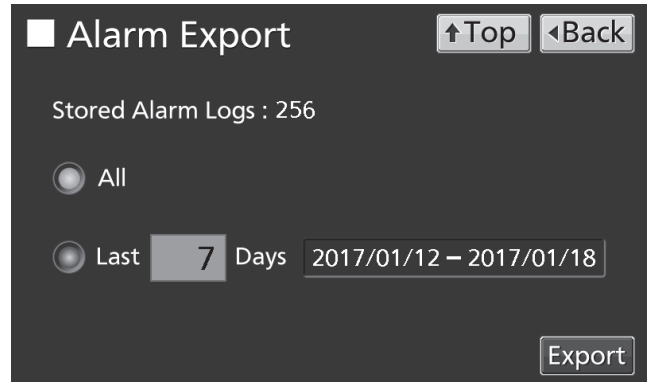 Alarm Export
Top
Back
Stored Alarm Logs : 256
All
Last 7 Days 2017/01/12 – 2017/01/18
Export